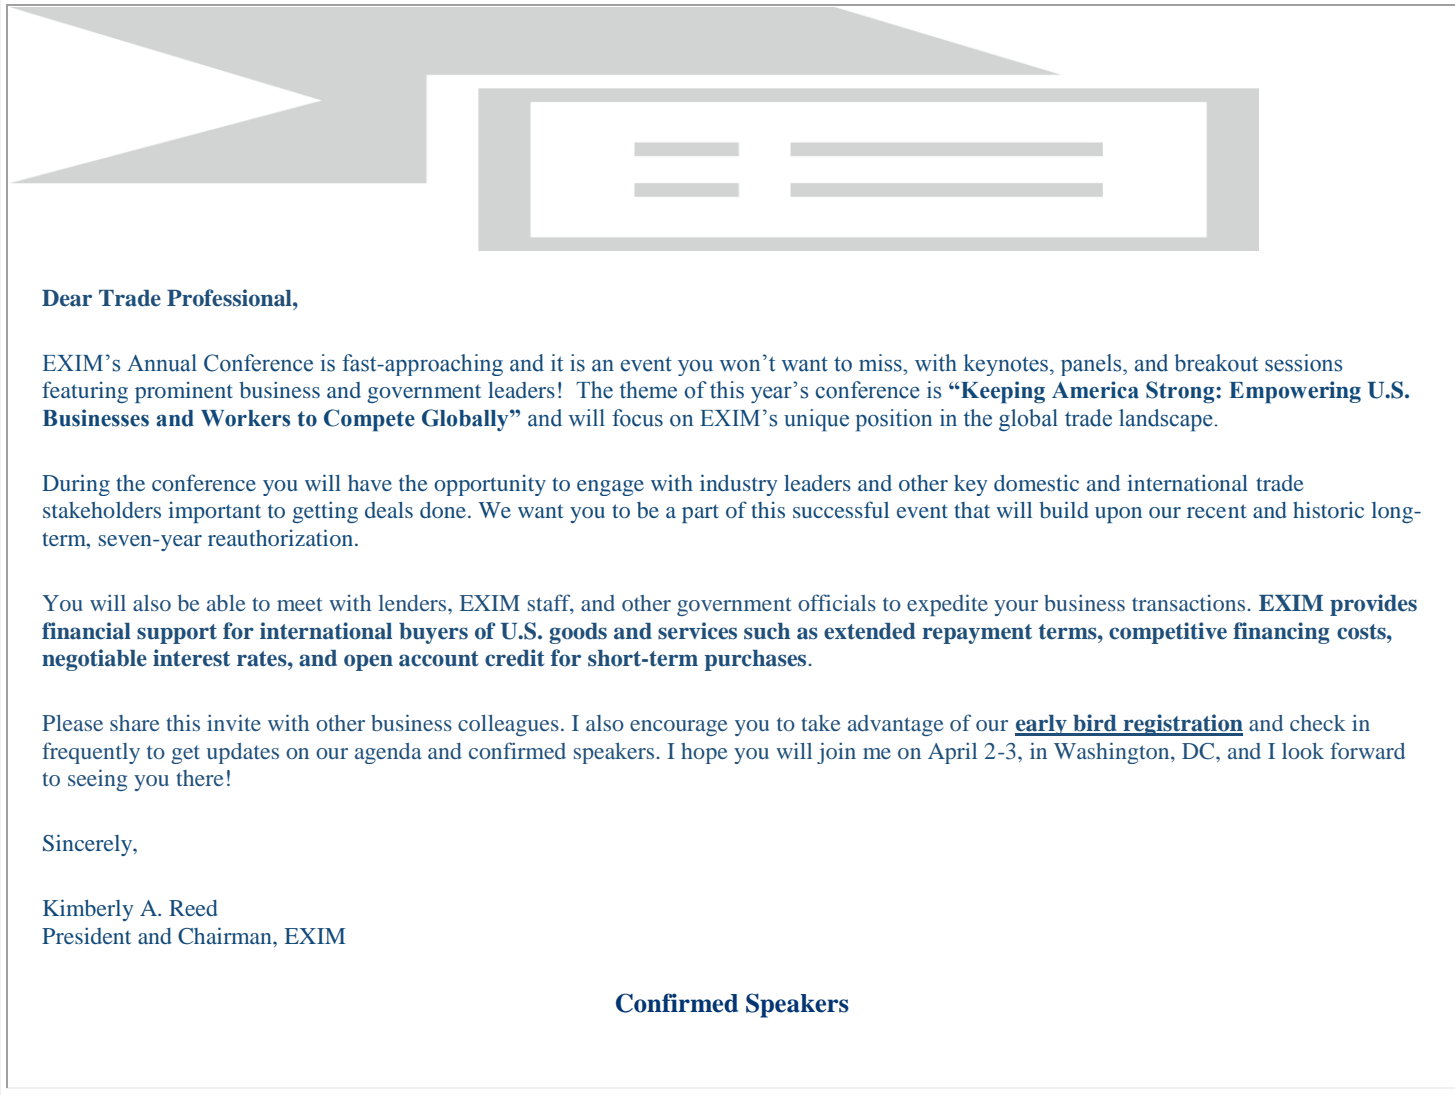 Dear Trade Professional,
EXIM’s Annual Conference is fast-approaching and it is an event you won’t want to miss, with keynotes, panels, and breakout sessions
featuring prominent business and government leaders!  The theme of this year’s conference is “Keeping America Strong: Empowering U.S.
Businesses and Workers to Compete Globally” and will focus on EXIM’s unique position in the global trade landscape.
During the conference you will have the opportunity to engage with industry leaders and other key domestic and international trade
stakeholders important to getting deals done. We want you to be a part of this successful event that will build upon our recent and historic long-
term, seven-year reauthorization.
You will also be able to meet with lenders, EXIM staff, and other government officials to expedite your business transactions. EXIM provides
financial support for international buyers of U.S. goods and services such as extended repayment terms, competitive financing costs,
negotiable interest rates, and open account credit for short-term purchases.
Please share this invite with other business colleagues. I also encourage you to take advantage of our early bird registration and check in
frequently to get updates on our agenda and confirmed speakers. I hope you will join me on April 2-3, in Washington, DC, and I look forward
to seeing you there!
Sincerely,
Kimberly A. Reed
President and Chairman, EXIM
Confirmed Speakers